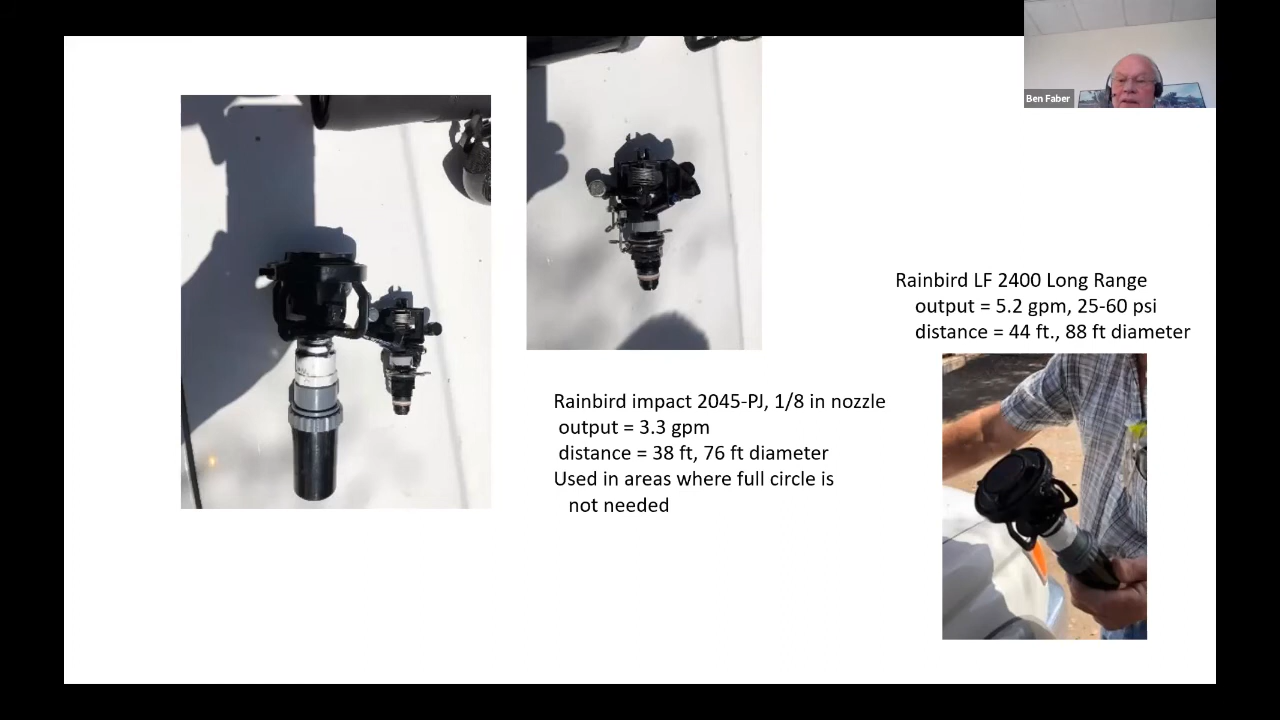 Ben Faber
Rainbird LF 2400 Long Range
output = 5.2 gpm, 25-60 psi
distance = 44 ft., 88 ft diameter
Rainbird impact 2045-PJ, 1/8 in nozzle
output = 3.3 gpm
distance = 38 ft, 76 ft diameter
Used in areas where full circle is
not needed